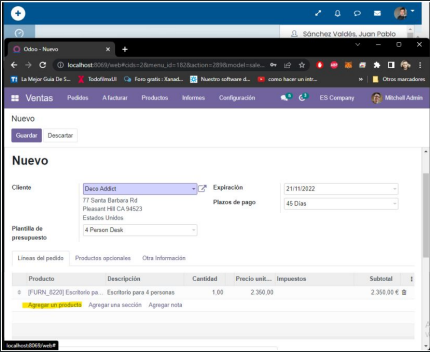 Sánchez Valdés, Juan Pablo
Odoo - Nuevo
localhost:8069/web#cids=2&menu_id=182&action=289&model=sale...
La Mejor Guia De S...
TodofilmsUI
Foro gratis : Xanad...
Nuestro software d...
como hacer un intr...
»
Otros marcadores
Ventas Pedidos A facturar Productos Informes Configuración ES Company Mitchell Admin
Nuevo
Guardar Descartar
Nuevo
Cliente Deco Addict Expiración 21/11/2022
77 Santa Barbara Rd Plazos de pago 45 Días
Pleasant Hill CA 94523
Estados Unidos
Plantilla de presupuesto 4 Person Desk
Líneas del pedido Productos opcionales Otra Información
Producto Descripción Cantidad Precio unit... Impuestos Subtotal
[FURN_8220] Escritorio pa... Escritorio para 4 personas 1,00 2.350,00 2.350,00 €
Agregar un producto Agregar una sección Agregar nota
localhost:8069/web#